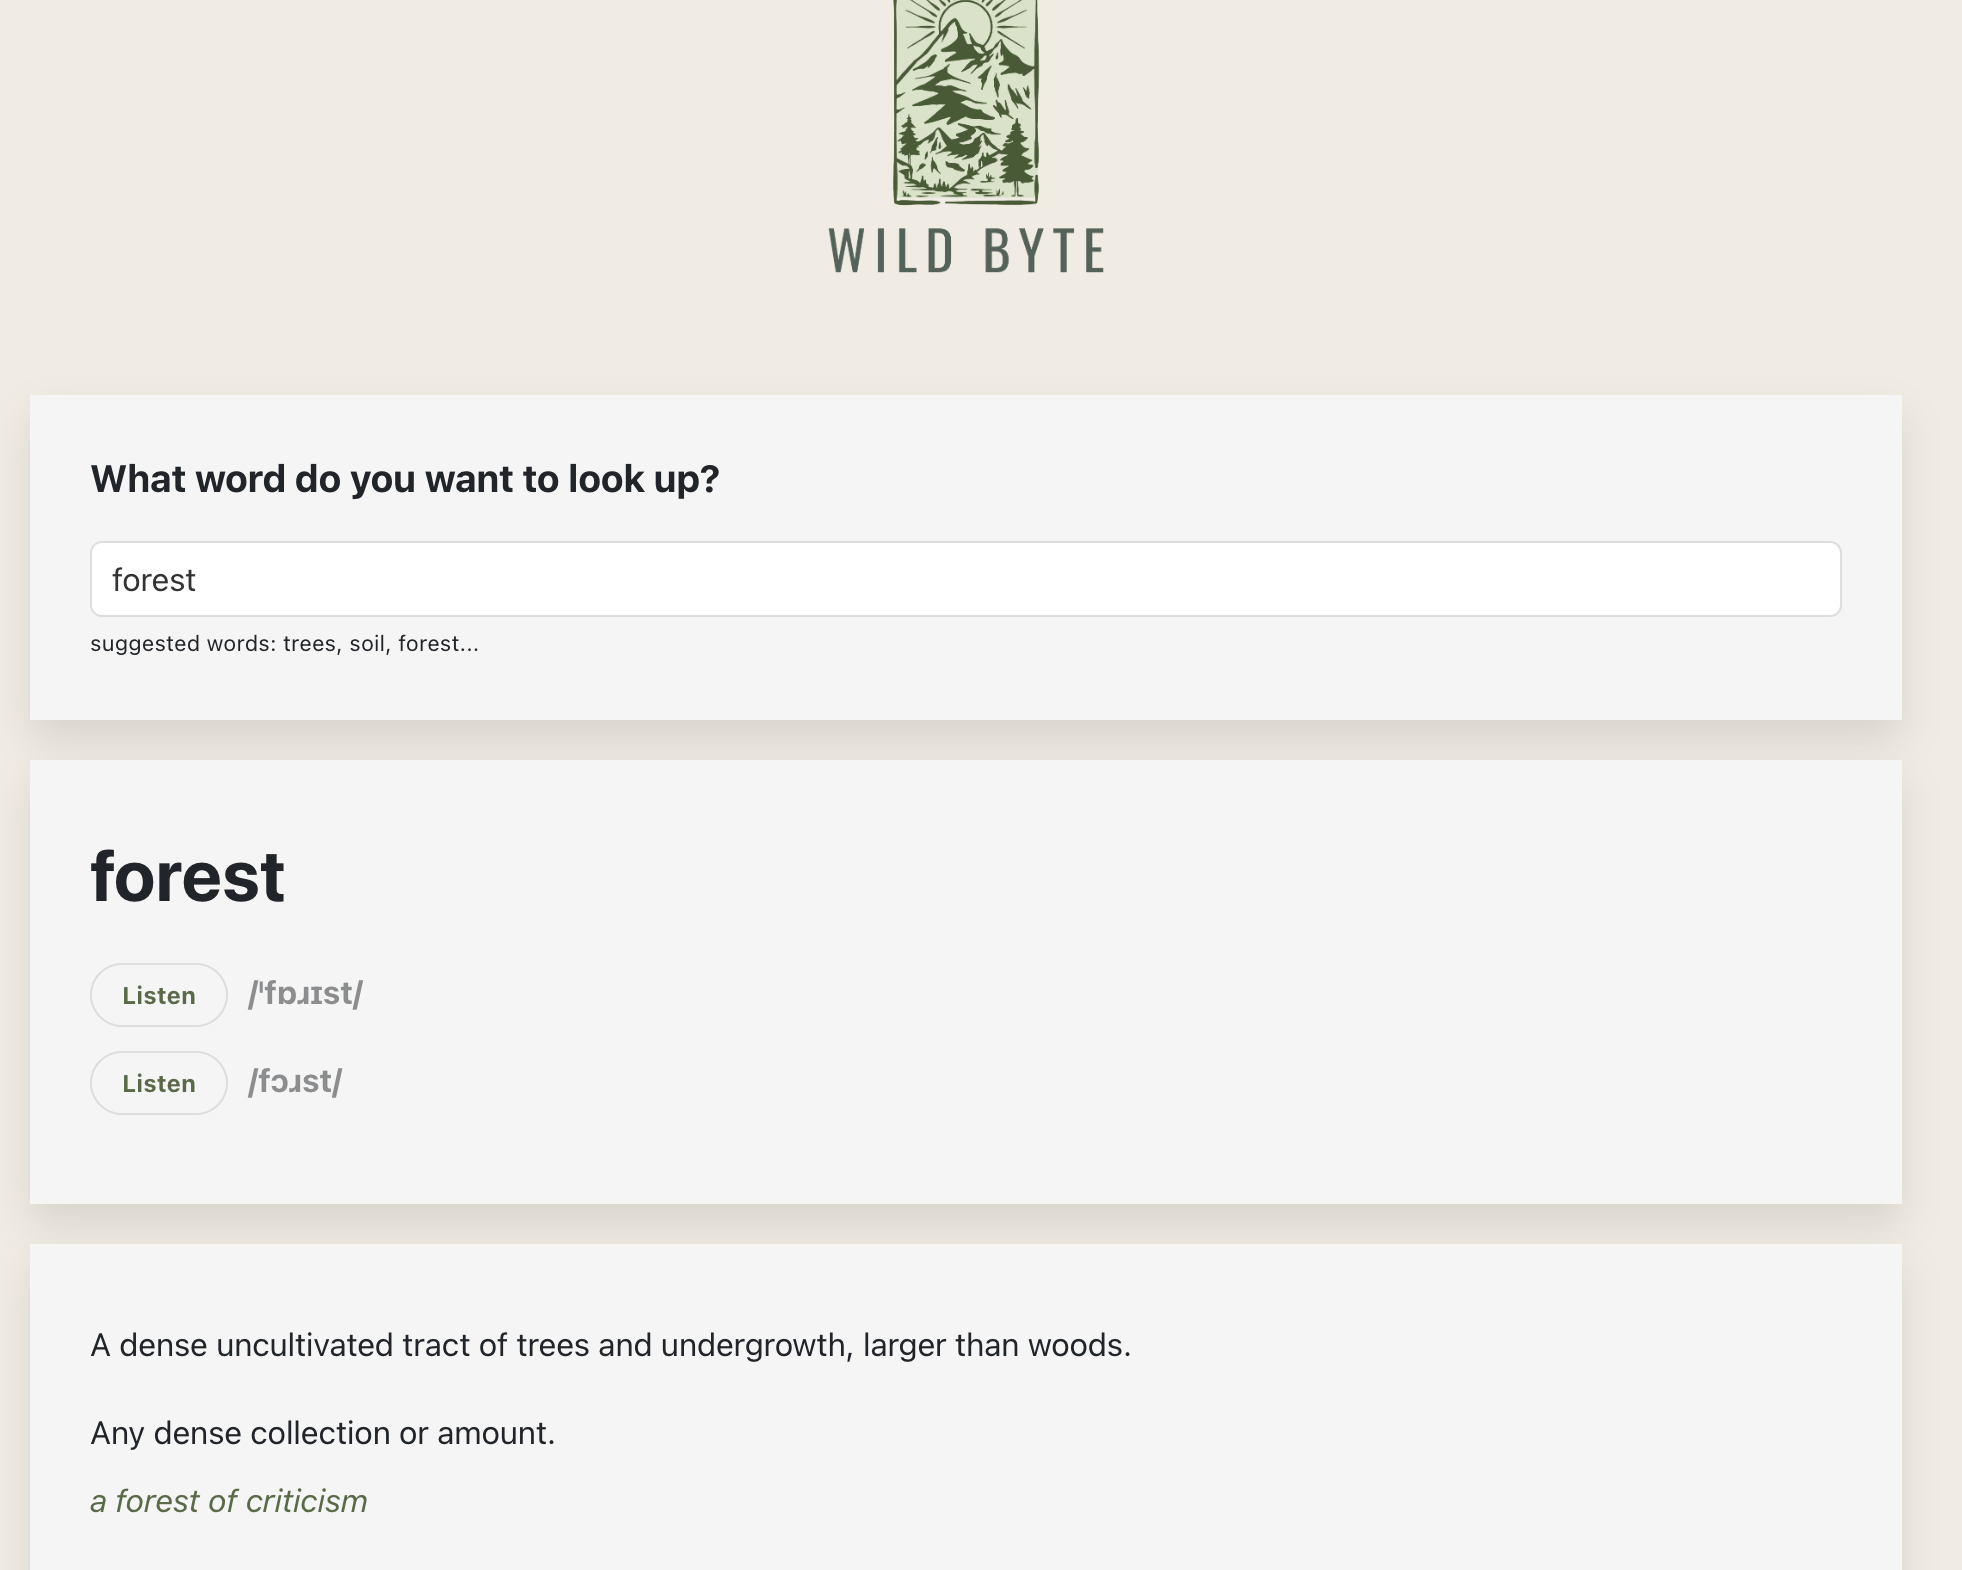 WILD BYTE
What word do you want to look up?
forest
suggested words: trees, soil, forest...
forest
Listen /ˈfɒɹɪst/
Listen /fɔɹst/
A dense uncultivated tract of trees and undergrowth, larger than woods.
Any dense collection or amount.
a forest of criticism